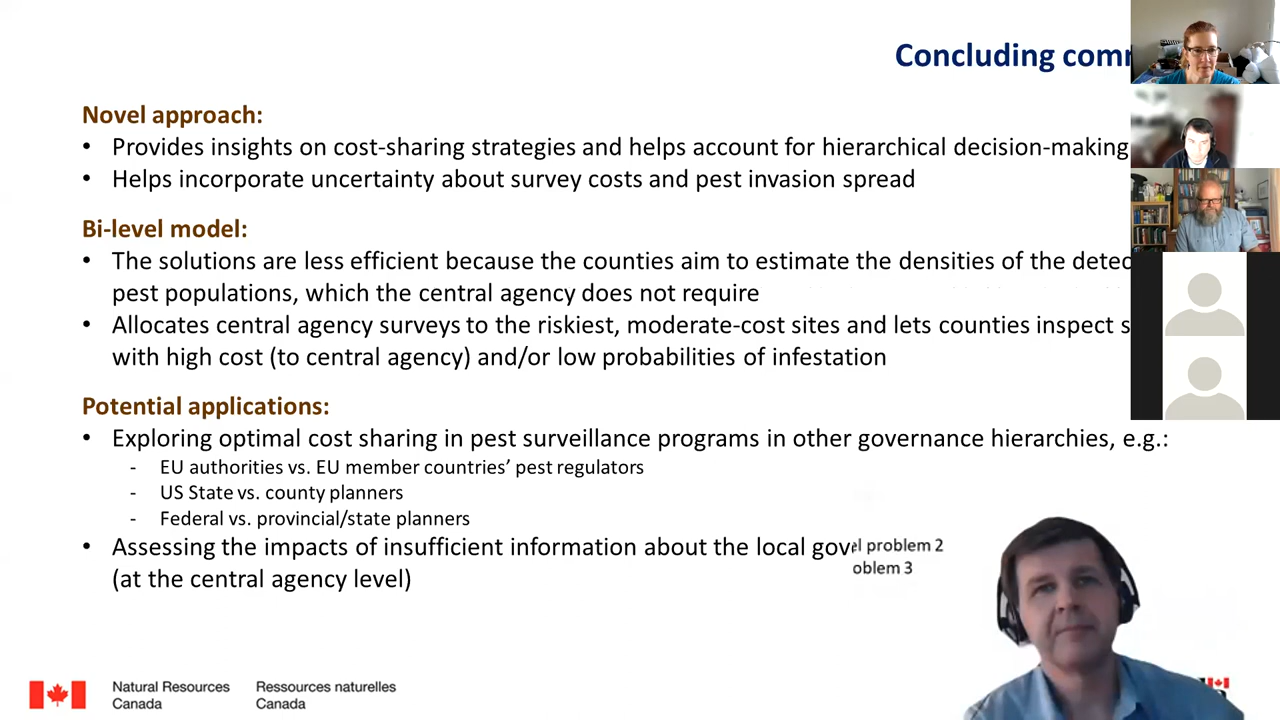 Concluding com
Novel approach:
• Provides insights on cost-sharing strategies and helps account for hierarchical decision-making
• Helps incorporate uncertainty about survey costs and pest invasion spread
Bi-level model:
• The solutions are less efficient because the counties aim to estimate the densities of the detec
pest populations, which the central agency does not require
• Allocates central agency surveys to the riskiest, moderate-cost sites and lets counties inspect s
with high cost (to central agency) and/or low probabilities of infestation
Potential applications:
• Exploring optimal cost sharing in pest surveillance programs in other governance hierarchies, e.g.:
- EU authorities vs. EU member countries’ pest regulators
- US State vs. county planners
- Federal vs. provincial/state planners
• Assessing the impacts of insufficient information about the local gov
el problem 2
oblem 3
(at the central agency level)
Natural Resources
Canada
Ressources naturelles
Canada